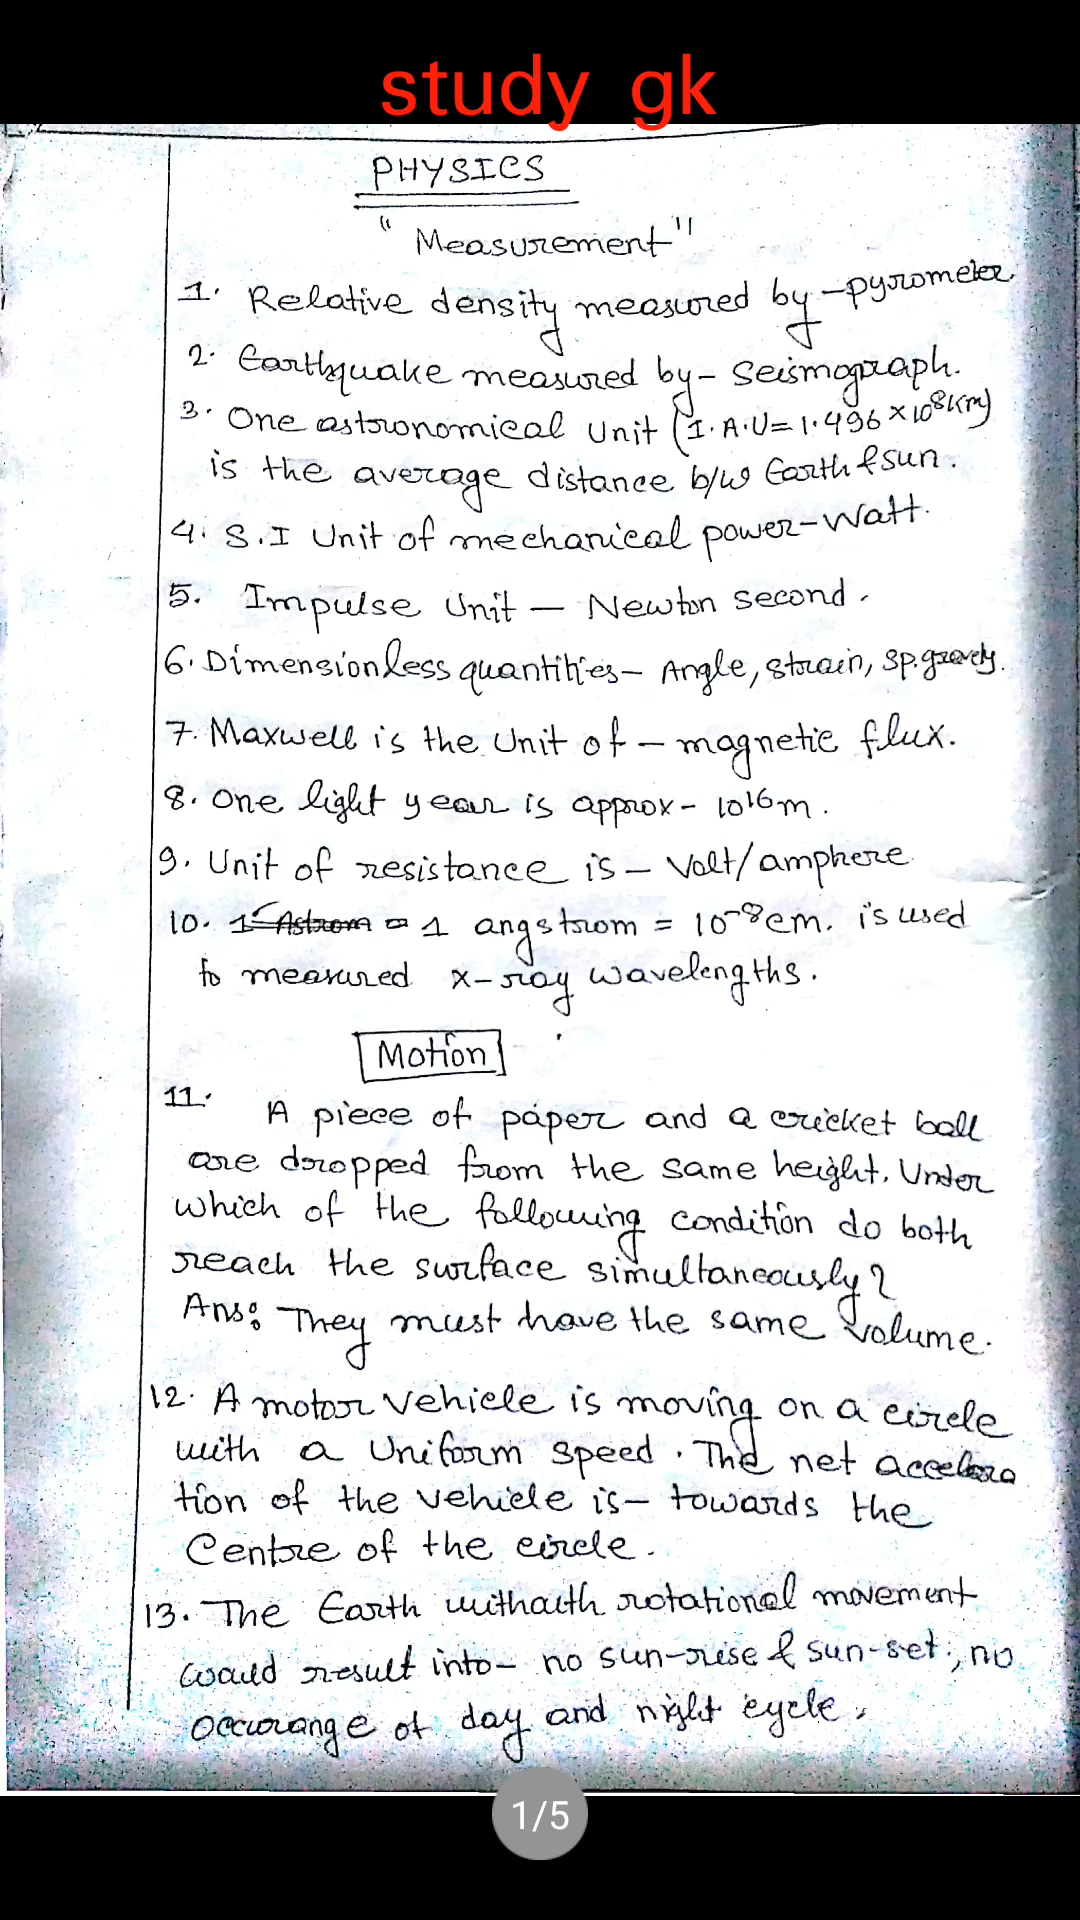 study gk
PHYSICS
"Measurement"
1. Relative density measured by - pyrometer
2. Earthquake measured by - Seismograph.
3. One astronomical Unit (1.A.U = 1.496 × 10⁸ Km)
is the average distance b/w Earth & sun.
4. S.I Unit of mechanical power - Watt.
5. Impulse Unit - Newton second.
6. Dimensionless quantities - Angle, strain, sp. gravety.
7. Maxwell is the Unit of - magnetic flux.
8. One light year is approx - 10¹⁶ m.
9. Unit of resistance is - Volt/amphere
10. 1 angstrom = 10⁻⁸ cm. is used
to measured x-ray wavelengths.
Motion
11. A piece of paper and a cricket ball
are dropped from the same height. Under
which of the following condition do both
reach the surface simultaneously?
Ans: They must have the same volume.
12. A motor vehicle is moving on a circle
with a Uniform speed. The net accelera
tion of the vehicle is - towards the
Centre of the circle.
13. The Earth rotational movement
would result into - no sun-rise & sun-set, no
of day and night cycle.
1/5